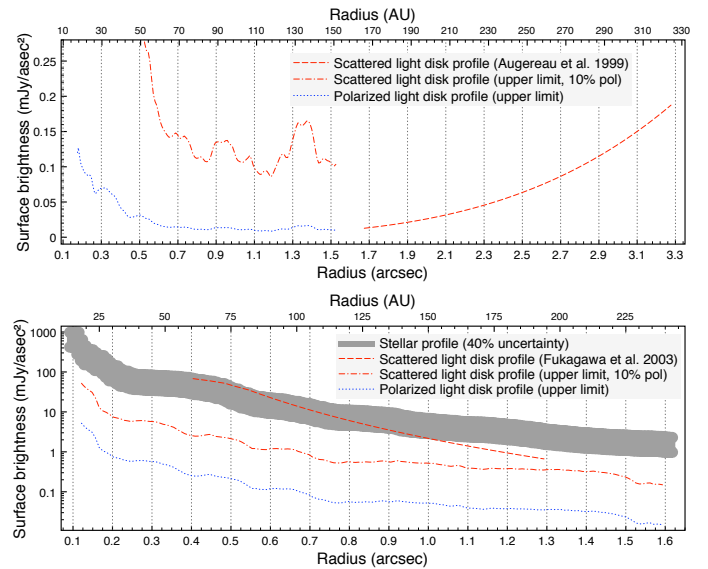 Radius (AU)
10 30 50 70 90 110 130 150 170 190 210 230 250 270 290 310 330
Surface brightness (mJy/asec²)
0.25
0.2
0.15
0.1
0.05
0
Scattered light disk profile (Augereau et al. 1999)
Scattered light disk profile (upper limit, 10% pol)
Polarized light disk profile (upper limit)
0.1 0.3 0.5 0.7 0.9 1.1 1.3 1.5 1.7 1.9 2.1 2.3 2.5 2.7 2.9 3.1 3.3
Radius (arcsec)
Radius (AU)
25 50 75 100 125 150 175 200 230
Surface brightness (mJy/asec²)
1000
100
10
1
0.1
Stellar profile (40% uncertainty)
Scattered light disk profile (Fukagawa et al. 2003)
Scattered light disk profile (upper limit, 10% pol)
Polarized light disk profile (upper limit)
0.1 0.2 0.3 0.4 0.5 0.6 0.7 0.8 0.9 1.0 1.1 1.2 1.3 1.4 1.5 1.6
Radius (arcsec)